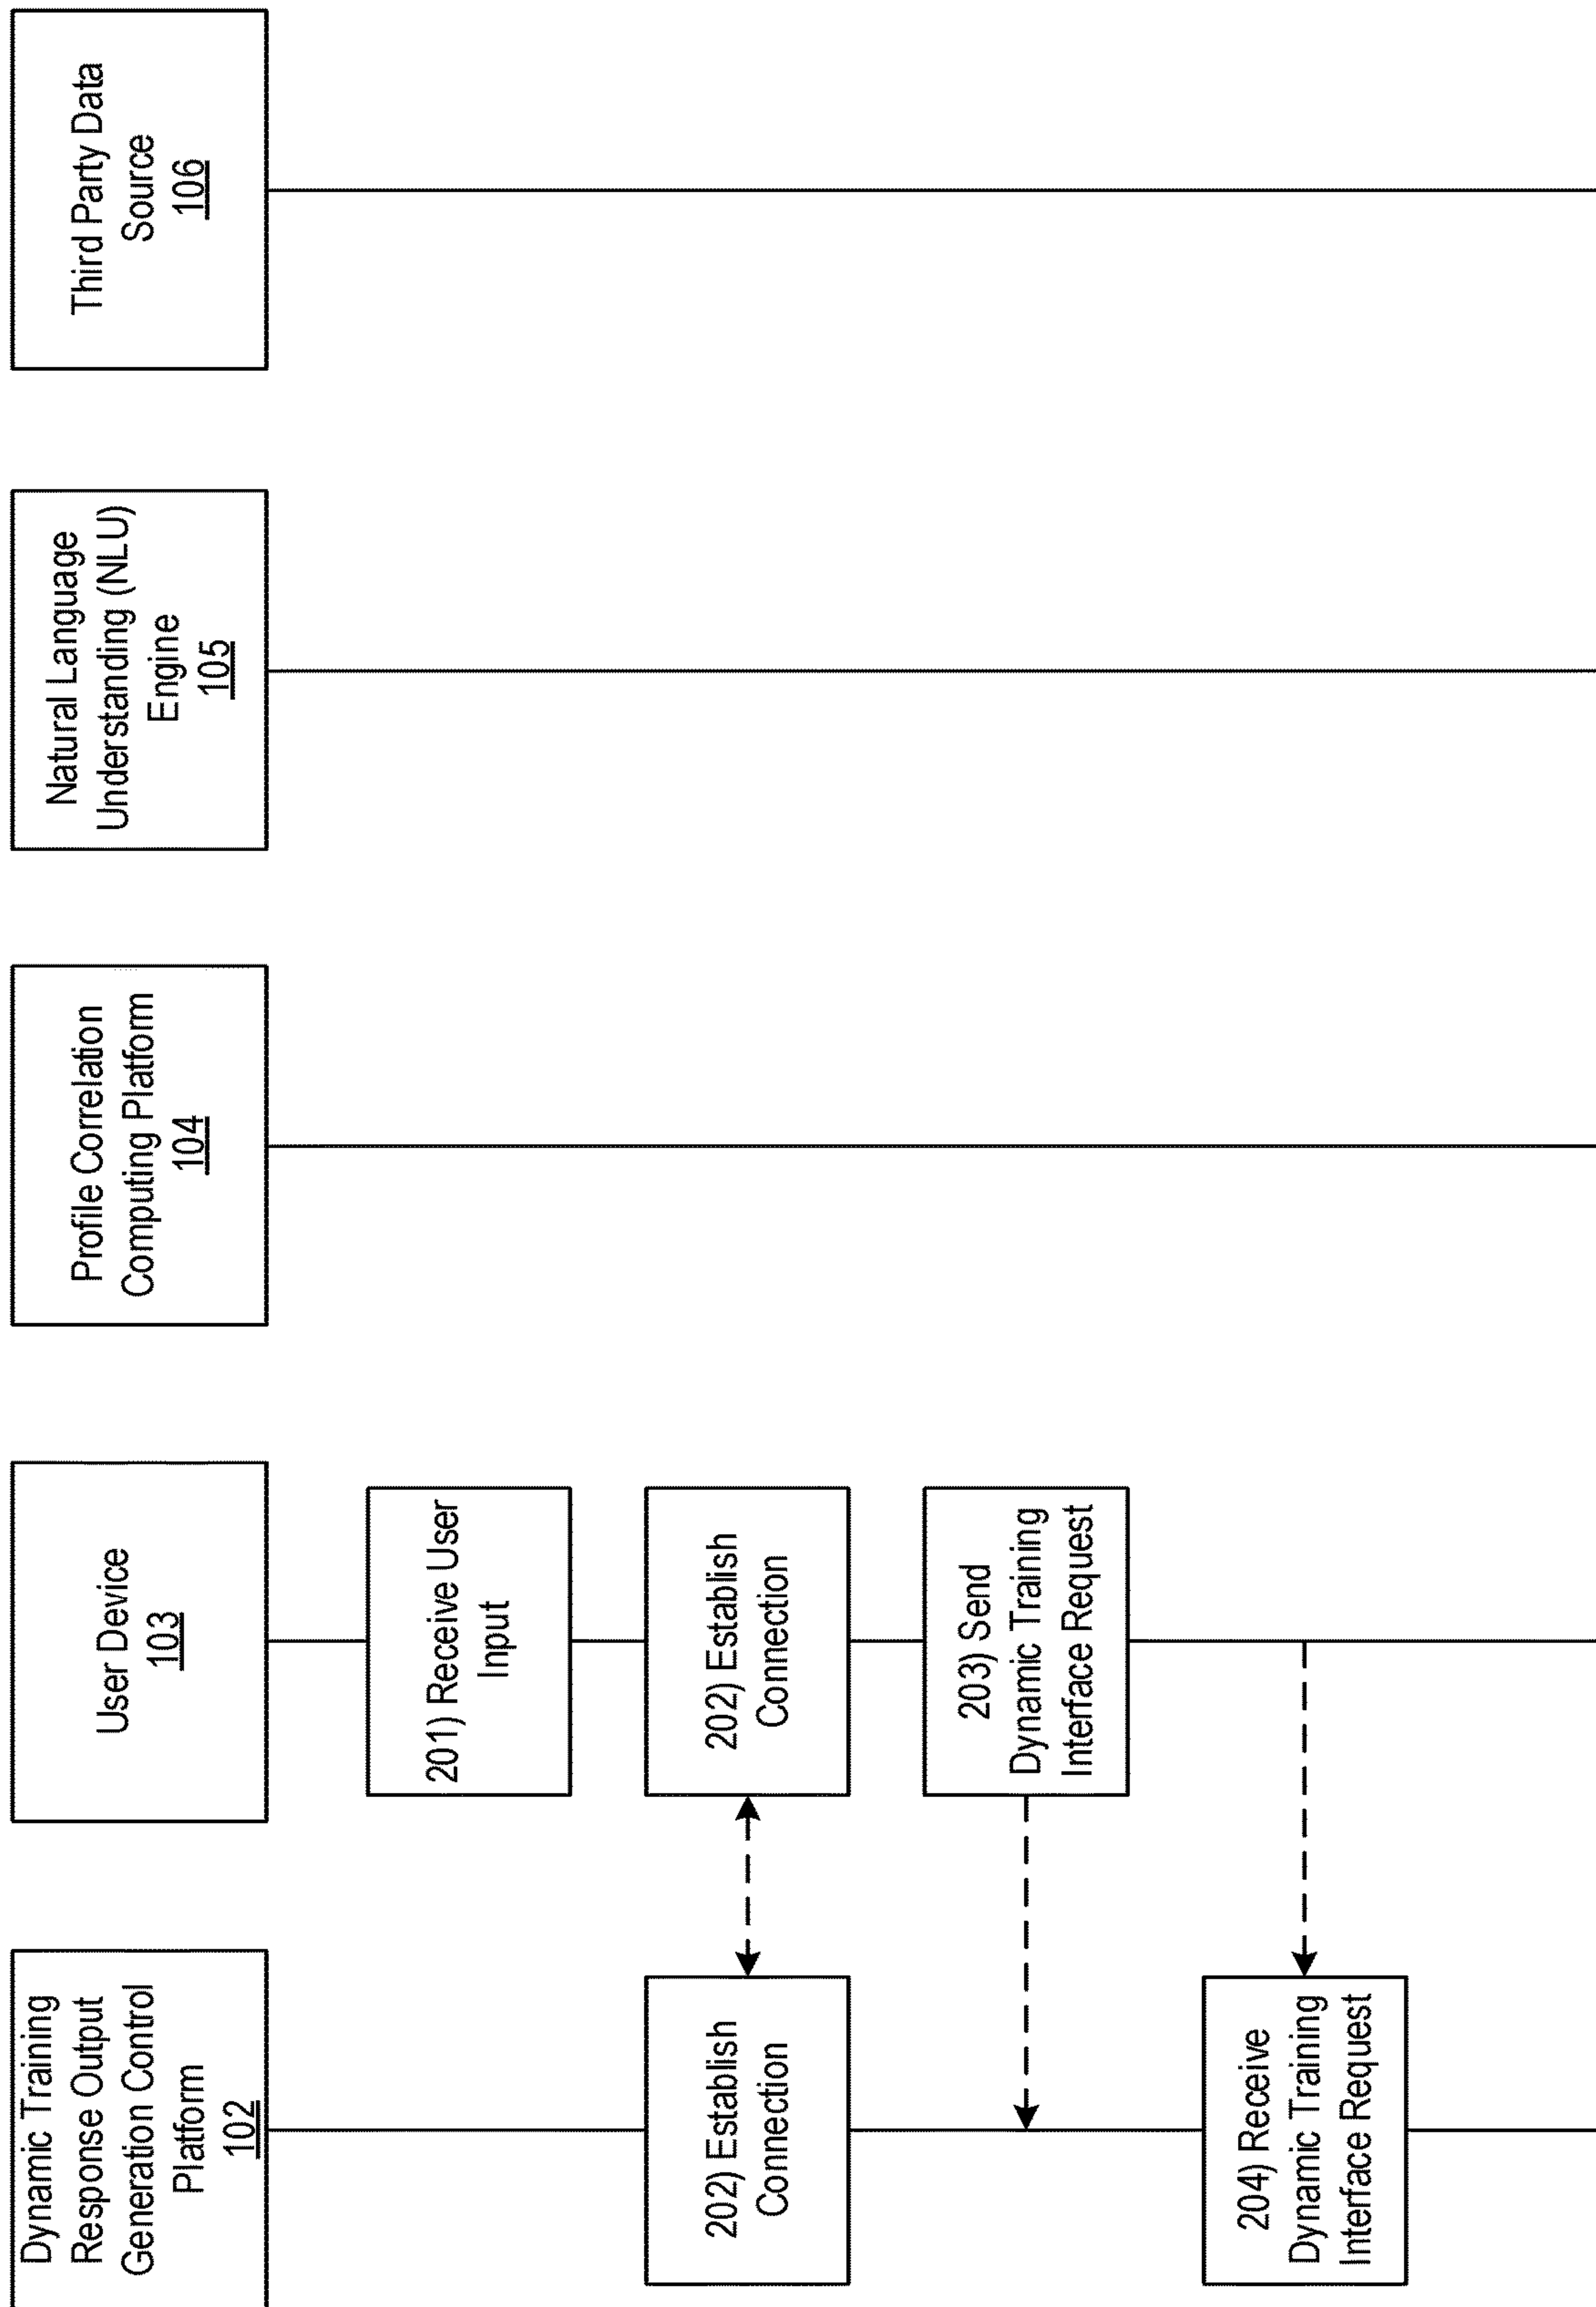 Dynamic Training
Response Output
Generation Control
Platform
102
User Device
103
Profile Correlation
Computing Platform
104
Natural Language
Understanding (NLU)
Engine
105
Third Party Data
Source
106
201) Receive User
Input
202) Establish
Connection
202) Establish
Connection
203) Send
Dynamic Training
Interface Request
204) Receive
Dynamic Training
Interface Request